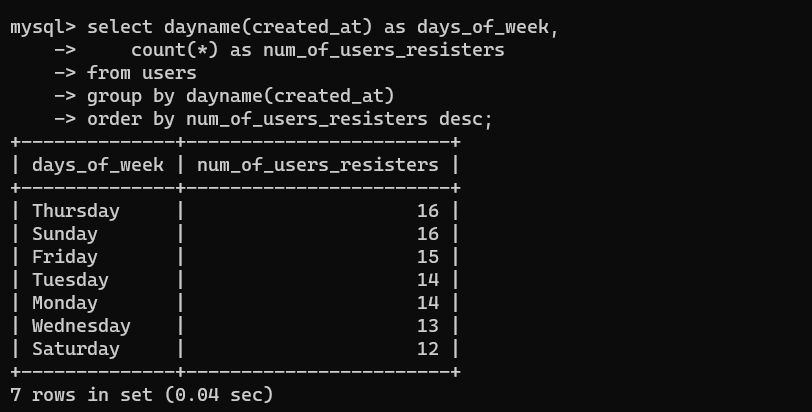 mysql> select dayname(created_at) as days_of_week,
    ->     count(*) as num_of_users_resisters
    -> from users
    -> group by dayname(created_at)
    -> order by num_of_users_resisters desc;
+--------------+------------------------+
| days_of_week | num_of_users_resisters |
+--------------+------------------------+
| Thursday     |                     16 |
| Sunday       |                     16 |
| Friday       |                     15 |
| Tuesday      |                     14 |
| Monday       |                     14 |
| Wednesday    |                     13 |
| Saturday     |                     12 |
+--------------+------------------------+
7 rows in set (0.04 sec)